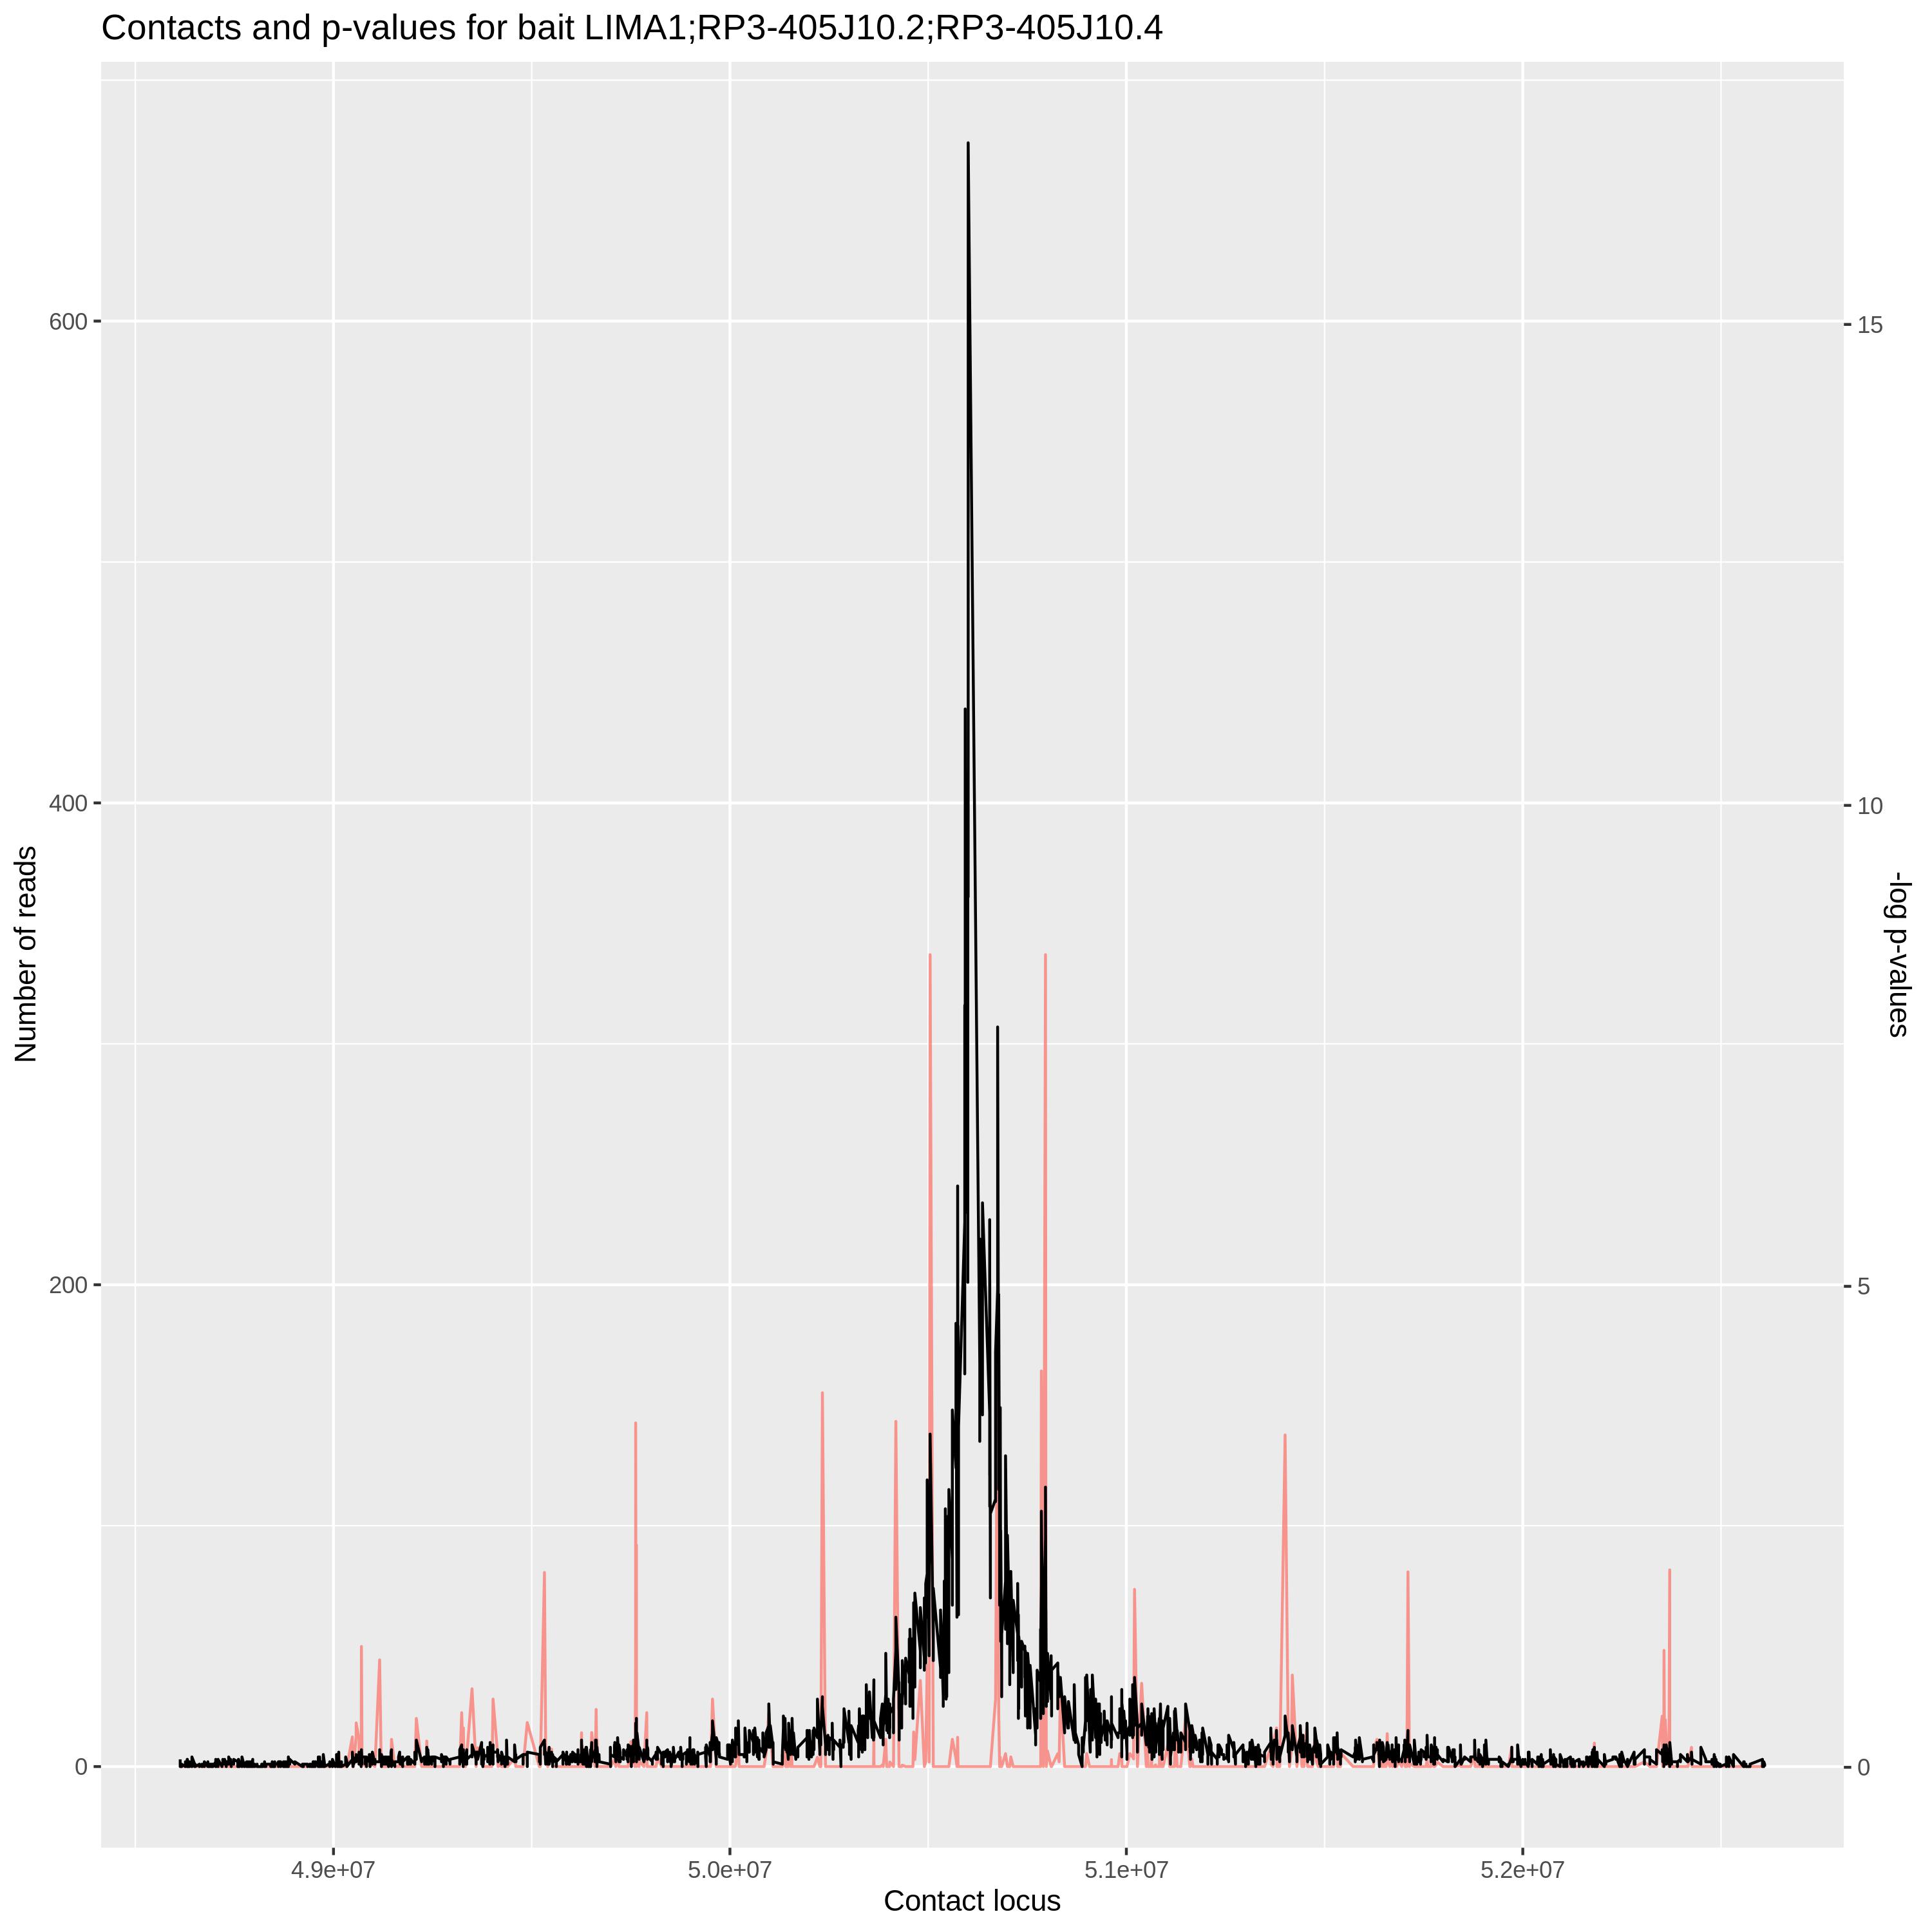 Contacts and p-values for bait LIMA1;RP3-405J10.2;RP3-405J10.4
600
400
200
0
Number of reads
15
10
5
0
-log p-values
4.9e+07
5.0e+07
5.1e+07
5.2e+07
Contact locus